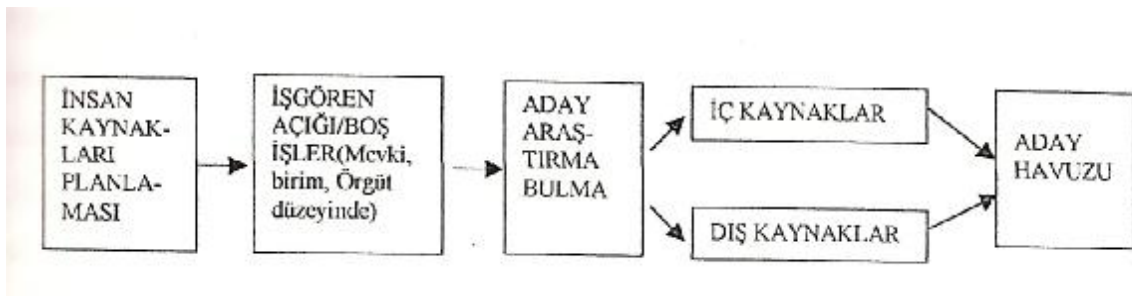 İNSAN
KAYNAK-
LARI
PLANLA-
MASI
İŞGÖREN
AÇIĞI/BOŞ
İŞLER(Mevki,
birim, Örgüt
düzeyinde)
ADAY
ARAŞ-
TIRMA
BULMA
İÇ KAYNAKLAR
DIŞ KAYNAKLAR
ADAY
HAVUZU